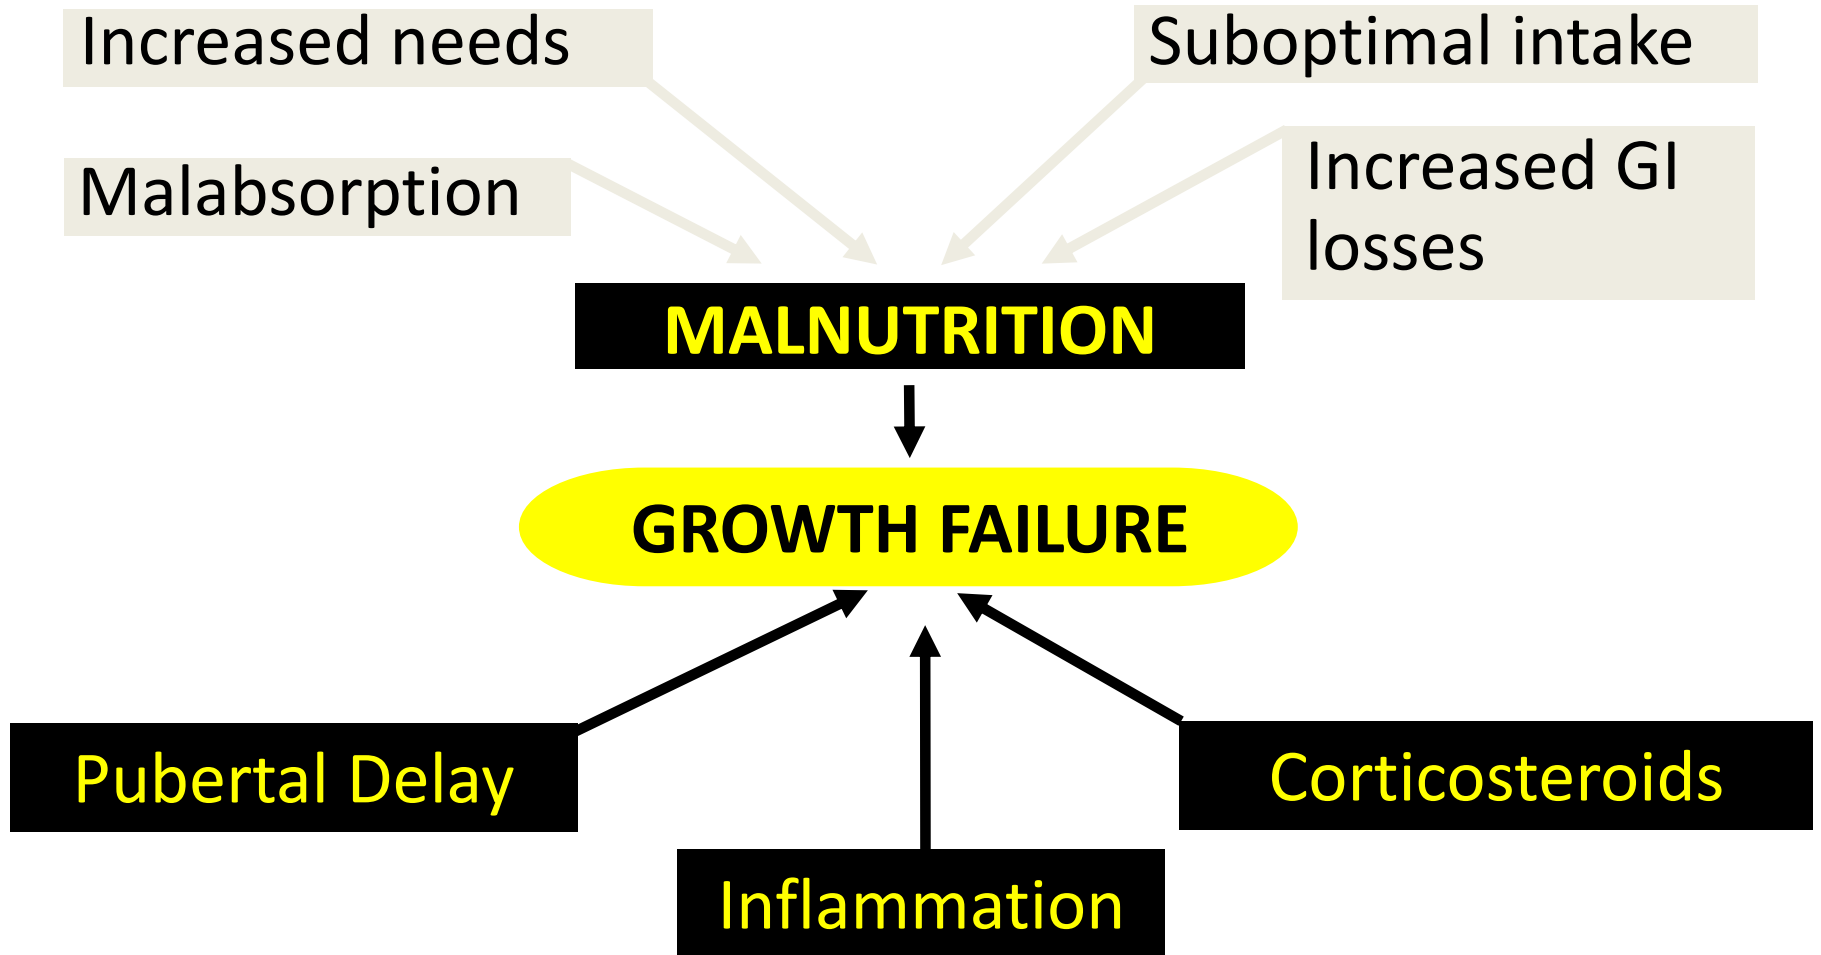 Increased needs
Suboptimal intake
Malabsorption
Increased GI
losses
MALNUTRITION
GROWTH FAILURE
Pubertal Delay
Corticosteroids
Inflammation